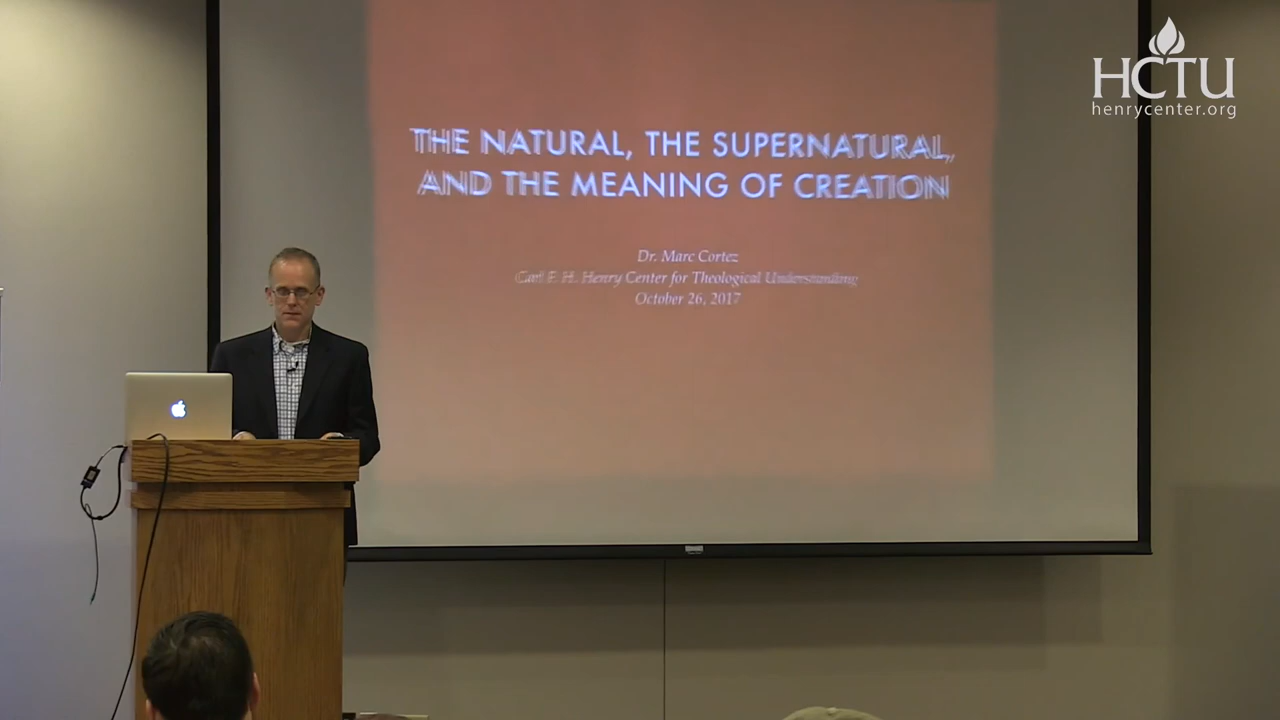 HCTU
henrycenter.org
THE NATURAL, THE SUPERNATURAL,
AND THE MEANING OF CREATION
Dr. Marc Cortez
Carl F. H. Henry Center for Theological Understanding
October 26, 2017